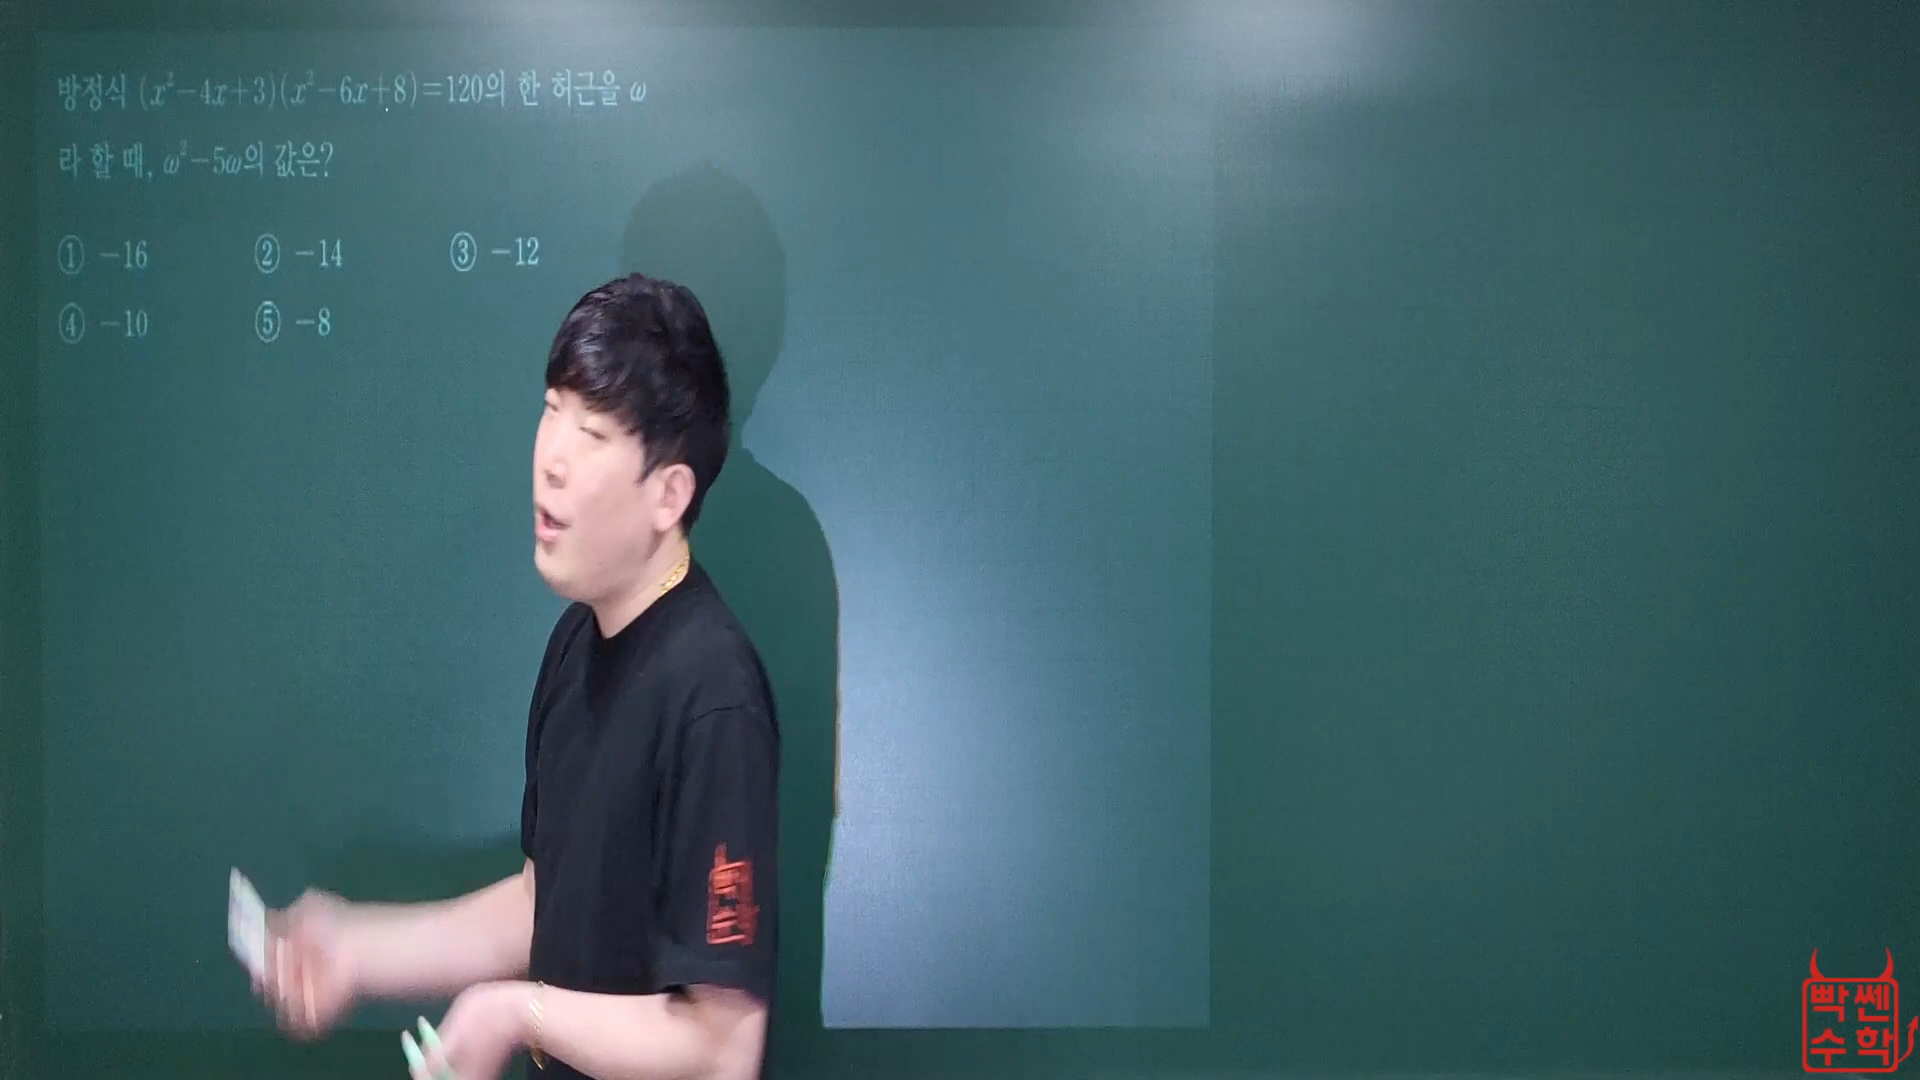 방정식 (x²−4x+3)(x²−6x+8)=120의 한 허근을 ω
라 할 때, ω²−5ω의 값은?
① −16 ② −14 ③ −12
④ −10 ⑤ −8
빡쎈
수학